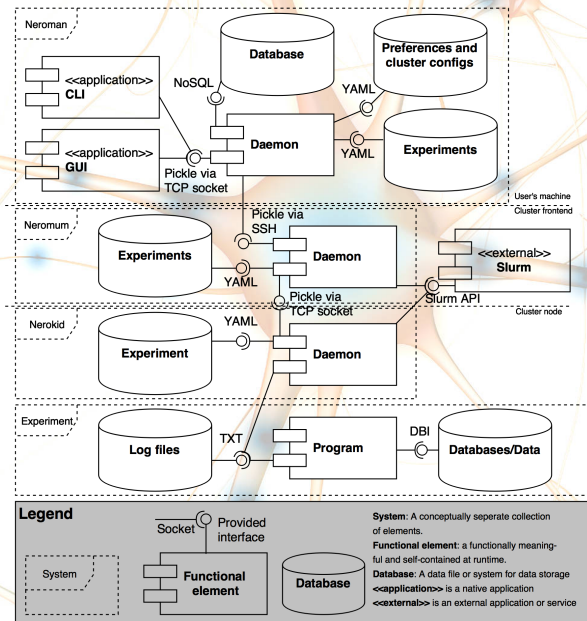 Neroman
Database
Preferences and
cluster configs
<<application>>
CLI
NoSQL
YAML
Daemon
<<application>>
GUI
YAML
Experiments
Pickle via
TCP socket
User's machine
Cluster frontend
Neromum
Pickle via
SSH
Experiments
Daemon
<<external>>
Slurm
YAML
Slurm API
Pickle via
TCP socket
Cluster node
Nerokid
YAML
Experiment
Daemon
Experiment
Log files
TXT
Program
DBI
Databases/Data
Legend
Socket
Provided
interface
System
Functional
element
Database
System: A conceptually seperate collection
of elements.
Functional element: a functionally meaning-
ful and self-contained at runtime.
Database: A data file or system for data storage
<<application>> is a native application
<<external>> is an external application or service